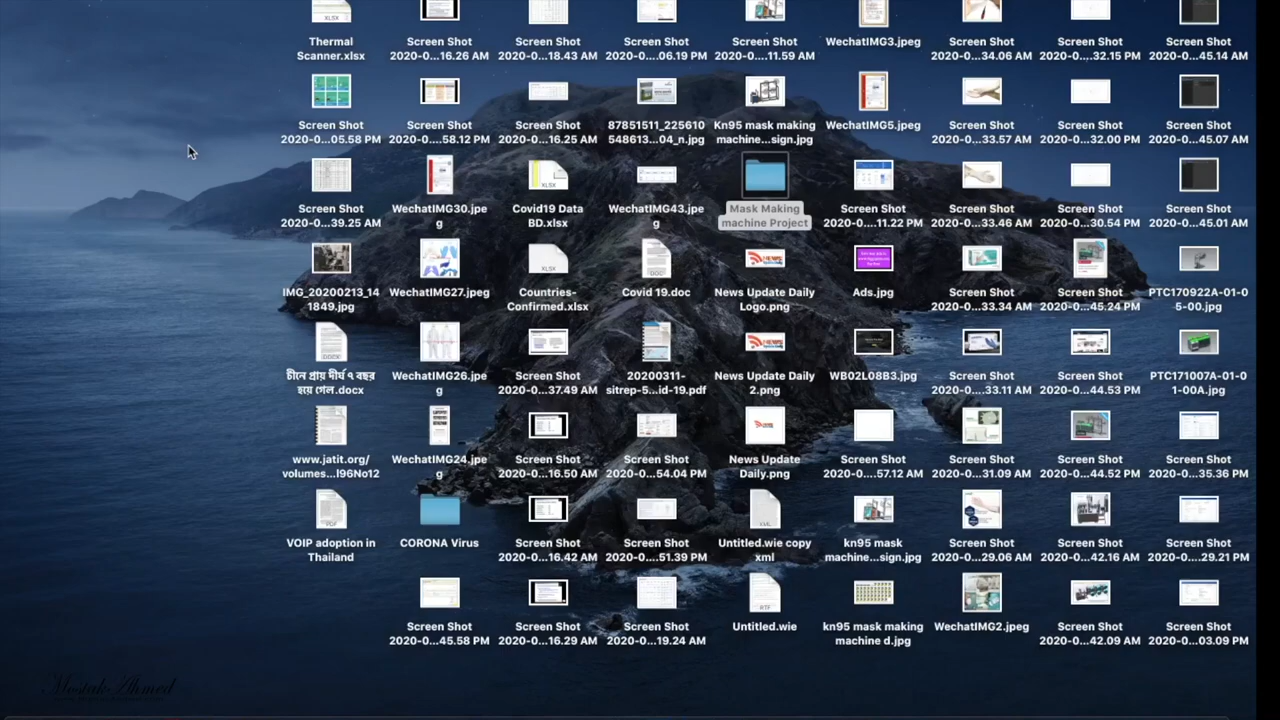 Thermal
Scanner.xlsx
Screen Shot
2020-0...16.26 AM
Screen Shot
2020-0...18.43 AM
Screen Shot
2020-0....06.19 PM
Screen Shot
2020-0....11.59 AM
WechatIMG3.jpeg
Screen Shot
2020-0...34.06 AM
Screen Shot
2020-0...32.15 PM
Screen Shot
2020-0...45.14 AM
Screen Shot
2020-0...05.58 PM
Screen Shot
2020-0...58.12 PM
Screen Shot
2020-0...16.25 AM
87851511_225610
548613...04_n.jpg
Kn95 mask making
machine...sign.jpg
WechatIMG5.jpeg
Screen Shot
2020-0...33.57 AM
Screen Shot
2020-0...32.00 PM
Screen Shot
2020-0...45.07 AM
Screen Shot
2020-0...39.25 AM
WechatIMG30.jpe
g
Covid19 Data
BD.xlsx
WechatIMG43.jpe
g
Mask Making
machine Project
Screen Shot
2020-0....11.22 PM
Screen Shot
2020-0...33.46 AM
Screen Shot
2020-0...30.54 PM
Screen Shot
2020-0...45.01 AM
IMG_20200213_14
1849.jpg
WechatIMG27.jpeg
Countries-
Confirmed.xlsx
Covid 19.doc
News Update Daily
Logo.png
Ads.jpg
Screen Shot
2020-0...33.34 AM
Screen Shot
2020-0...45.24 PM
PTC170922A-01-0
5-00.jpg
চীনে প্রায় দীর্ঘ ৭ বছর
হয়ে গেল.docx
WechatIMG26.jpe
g
Screen Shot
2020-0...37.49 AM
20200311-
sitrep-5...id-19.pdf
News Update Daily
2.png
WB02L08B3.jpg
Screen Shot
2020-0....33.11 AM
Screen Shot
2020-0...44.53 PM
PTC171007A-01-0
1-00A.jpg
www.jatit.org/
volumes...l96No12
WechatIMG24.jpe
g
Screen Shot
2020-0...16.50 AM
Screen Shot
2020-0...54.04 PM
News Update
Daily.png
Screen Shot
2020-0....57.12 AM
Screen Shot
2020-0...31.09 AM
Screen Shot
2020-0...44.52 PM
Screen Shot
2020-0...35.36 PM
VOIP adoption in
Thailand
CORONA Virus
Screen Shot
2020-0...16.42 AM
Screen Shot
2020-0....51.39 PM
Untitled.wie copy
xml
kn95 mask
machine...sign.jpg
Screen Shot
2020-0...29.06 AM
Screen Shot
2020-0...42.16 AM
Screen Shot
2020-0...29.21 PM
Screen Shot
2020-0...45.58 PM
Screen Shot
2020-0...16.29 AM
Screen Shot
2020-0...19.24 AM
Untitled.wie
kn95 mask making
machine d.jpg
WechatIMG2.jpeg
Screen Shot
2020-0...42.09 AM
Screen Shot
2020-0...03.09 PM
Mostak Ahmed